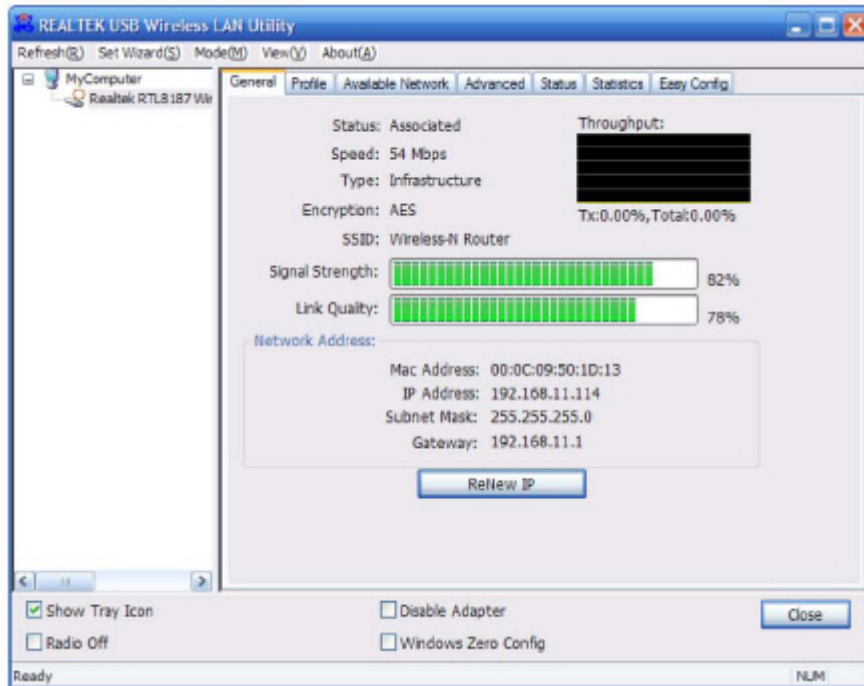 REALTEK USB Wireless LAN Utility
Refresh(R) Set Wizard(S) Mode(M) View(V) About(A)
MyComputer
Realtek RTL8187 Wir
General Profile Available Network Advanced Status Statistics Easy Config
Status: Associated
Throughput:
Speed: 54 Mbps
Type: Infrastructure
Encryption: AES
Tx:0.00%,Total:0.00%
SSID: Wireless-N Router
Signal Strength: 82%
Link Quality: 78%
Network Address:
Mac Address: 00:0C:09:50:1D:13
IP Address: 192.168.11.114
Subnet Mask: 255.255.255.0
Gateway: 192.168.11.1
ReNew IP
Show Tray Icon
Disable Adapter
Close
Radio Off
Windows Zero Config
Ready
NUM